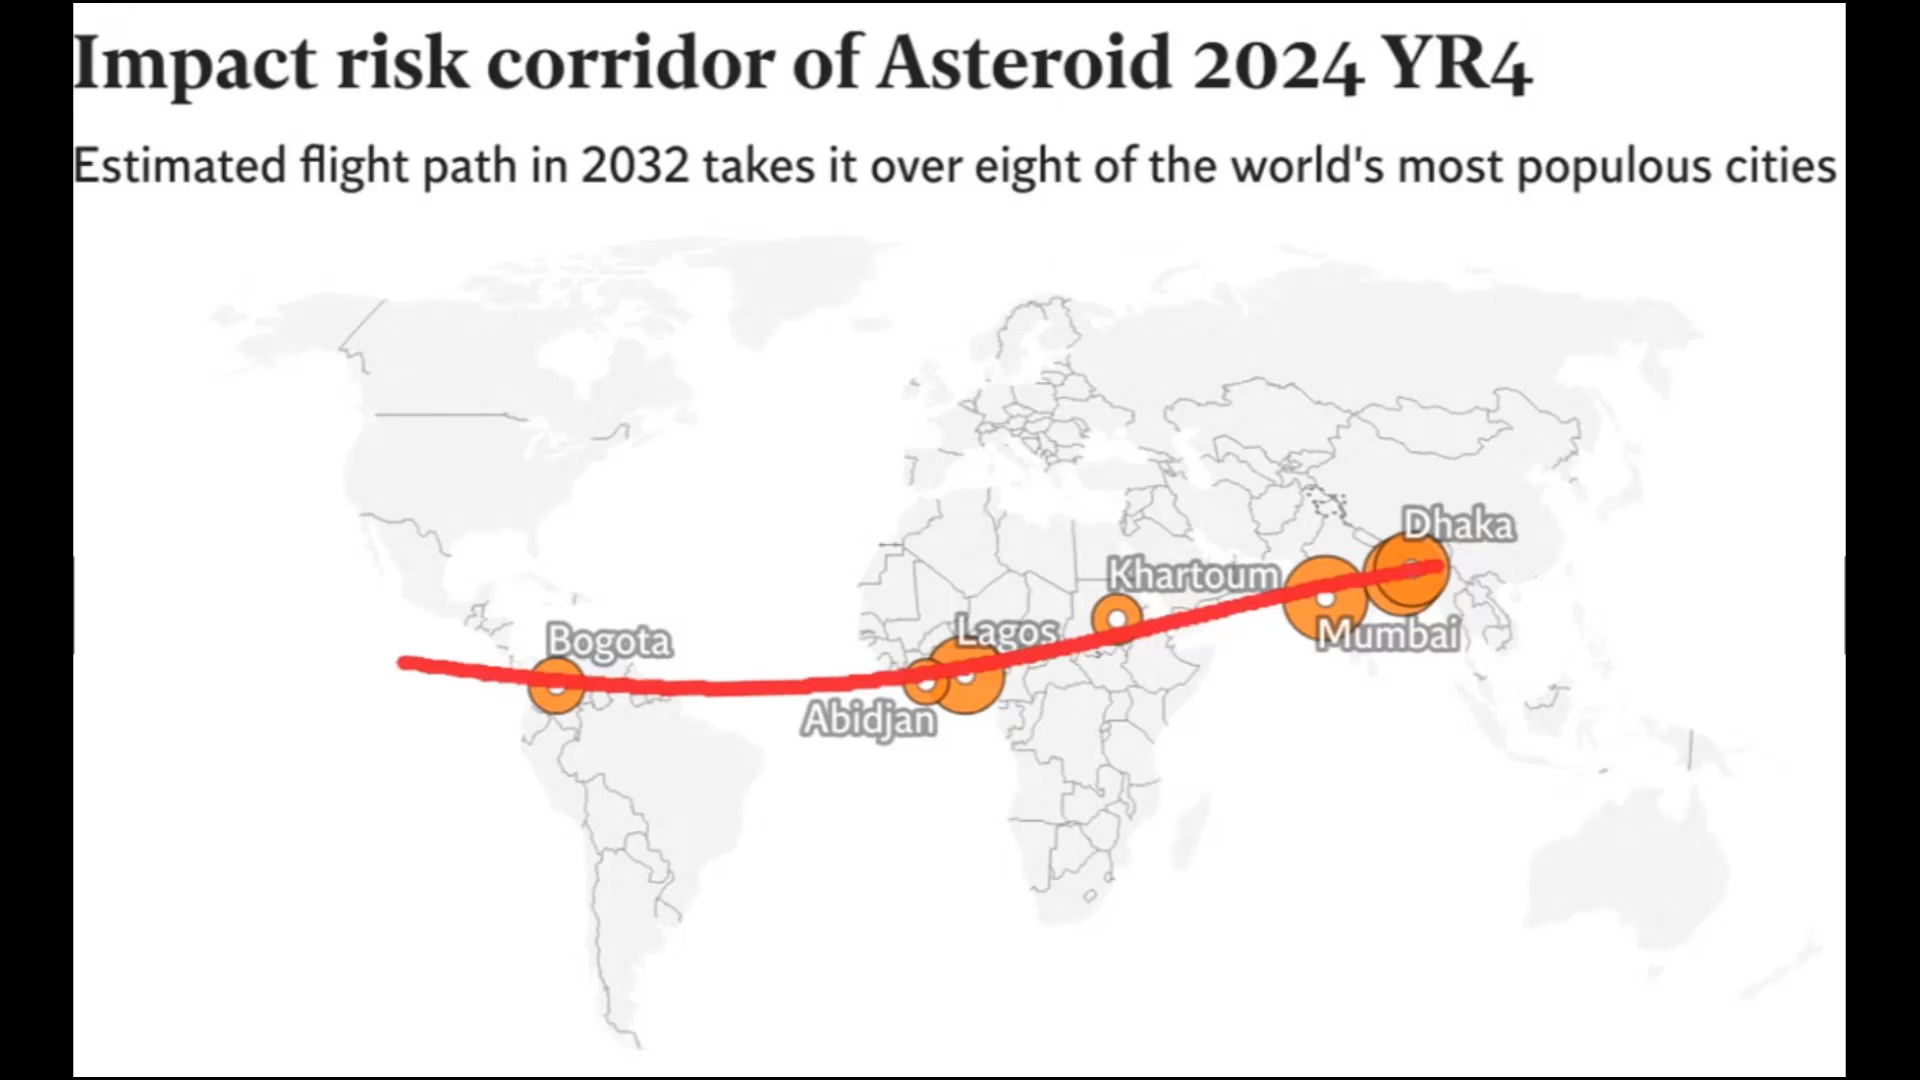 Impact risk corridor of Asteroid 2024 YR4
Estimated flight path in 2032 takes it over eight of the world's most populous cities
Dhaka
Khartoum
Mumbai
Lagos
Bogota
Abidjan